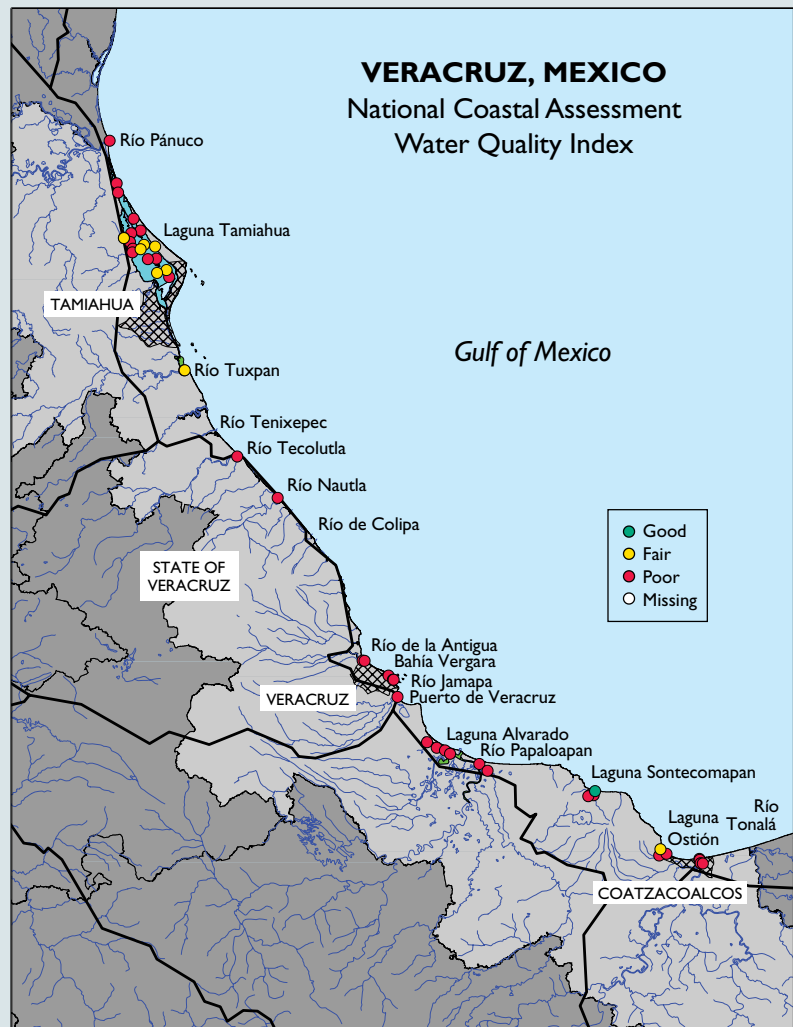 VERACRUZ, MEXICO
National Coastal Assessment
Water Quality Index
Río Pánuco
Laguna Tamiahua
TAMIAHUA
Gulf of Mexico
Río Tuxpan
Río Tenixepec
Río Tecolutla
Río Nautla
Río de Colipa
Good
Fair
Poor
Missing
STATE OF
VERACRUZ
Río de la Antigua
Bahía Vergara
Río Jamapa
VERACRUZ
Puerto de Veracruz
Laguna Alvarado
Río Papaloapan
Laguna Sontecomapan
Laguna
Ostión
Río
Tonalá
COATZACOALCOS